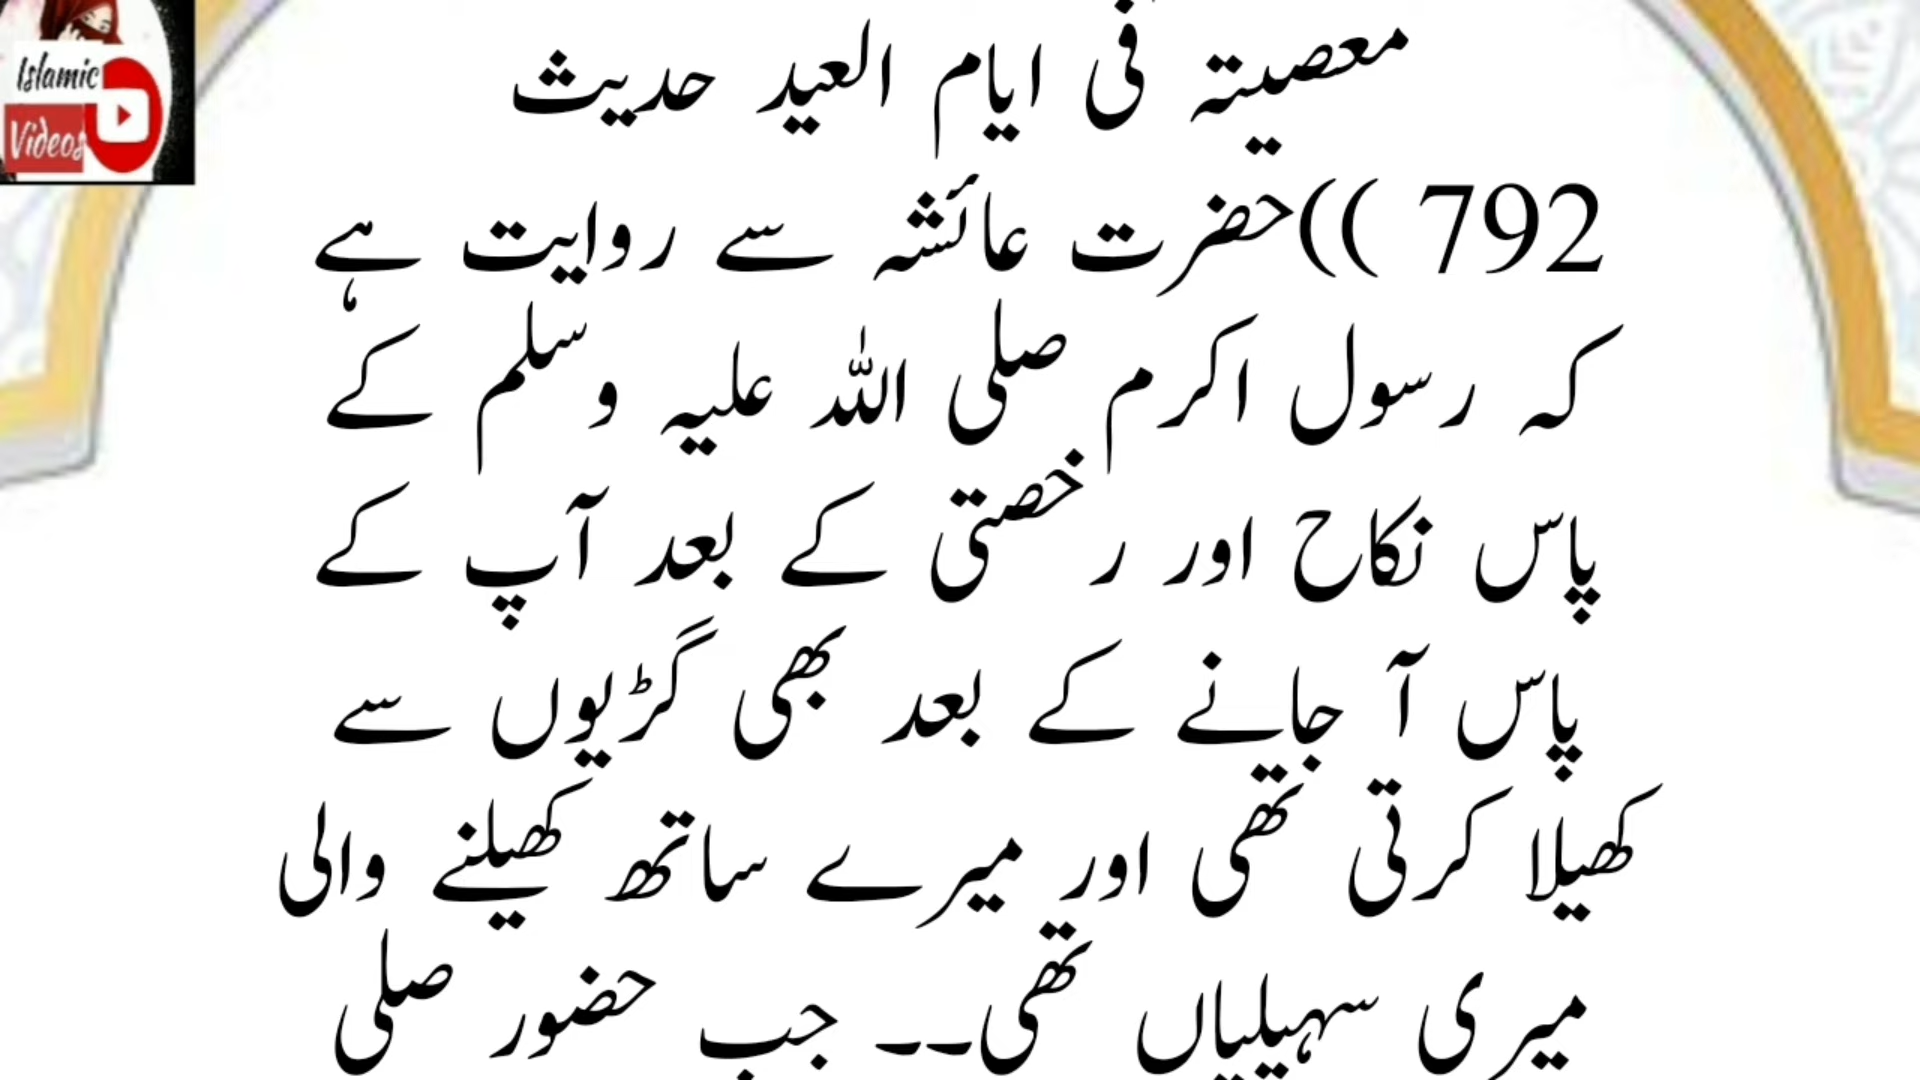 Islamic
Videos
معصیتہ فی ایام العید حدیث
792 ))حضرت عائشہ سے روایت ہے
کہ رسول اکرم صلی اللہ علیہ وسلم کے
پاس نکاح اور رخصتی کے بعد آپ کے
پاس آ جانے کے بعد بھی گڑیوں سے
کھیلا کرتی تھی اور میرے ساتھ کھیلنے والی
میری سہیلیاں تھی۔۔ جب حضور صلی